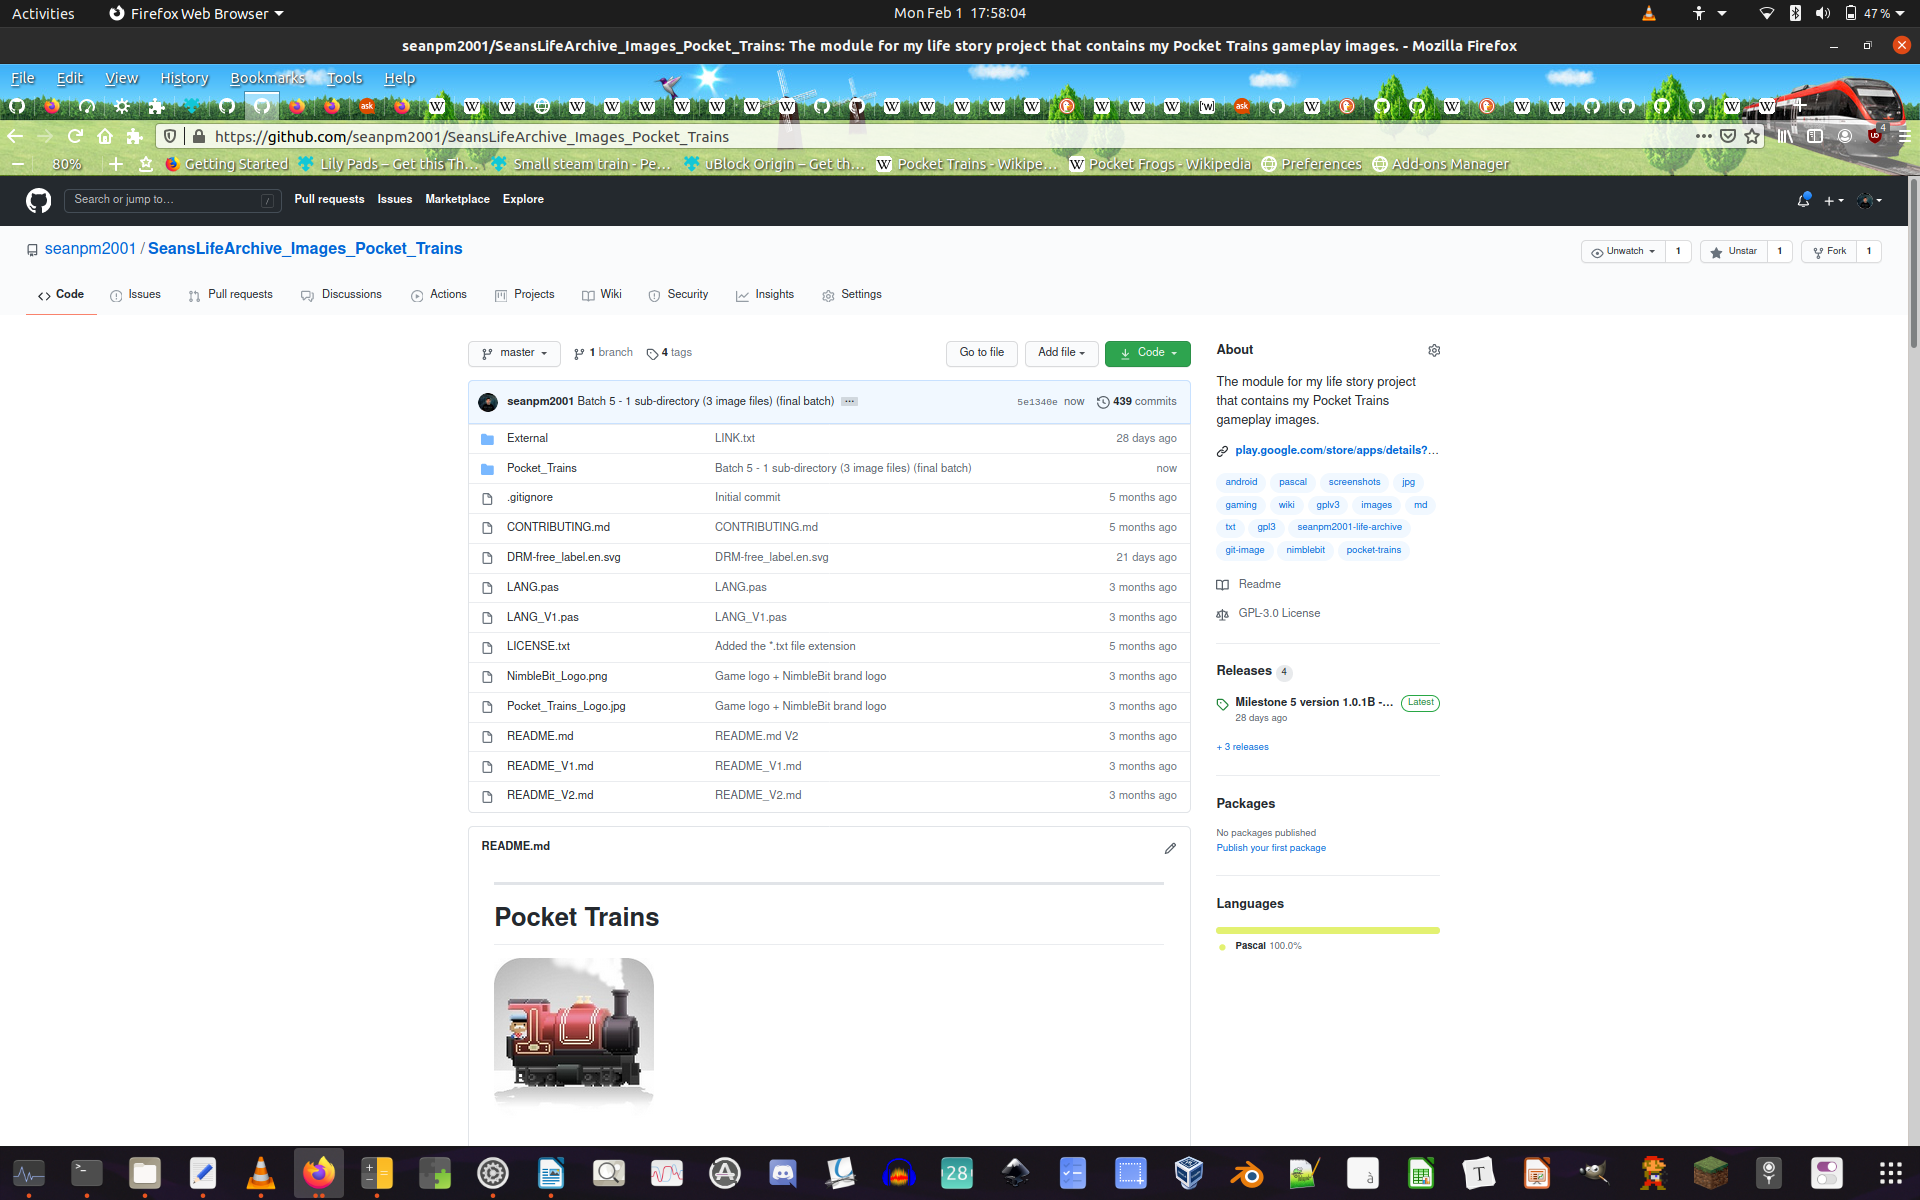 Activities Firefox Web Browser Mon Feb 1 17:58:04 47 %
seanpm2001/SeansLifeArchive_Images_Pocket_Trains: The module for my life story project that contains my Pocket Trains gameplay images. - Mozilla Firefox
File Edit View History Bookmarks Tools Help
https://github.com/seanpm2001/SeansLifeArchive_Images_Pocket_Trains
80% Getting Started Lily Pads – Get this Th… Small steam train - Pe… uBlock Origin – Get th… Pocket Trains - Wikipe… Pocket Frogs - Wikipedia Preferences Add-ons Manager
Search or jump to… / Pull requests Issues Marketplace Explore
seanpm2001 / SeansLifeArchive_Images_Pocket_Trains Unwatch 1 Unstar 1 Fork 1
Code Issues Pull requests Discussions Actions Projects Wiki Security Insights Settings
master 1 branch 4 tags Go to file Add file Code
seanpm2001 Batch 5 - 1 sub-directory (3 image files) (final batch) ... 5e1340e now 439 commits
External LINK.txt 28 days ago
Pocket_Trains Batch 5 - 1 sub-directory (3 image files) (final batch) now
.gitignore Initial commit 5 months ago
CONTRIBUTING.md CONTRIBUTING.md 5 months ago
DRM-free_label.en.svg DRM-free_label.en.svg 21 days ago
LANG.pas LANG.pas 3 months ago
LANG_V1.pas LANG_V1.pas 3 months ago
LICENSE.txt Added the *.txt file extension 5 months ago
NimbleBit_Logo.png Game logo + NimbleBit brand logo 3 months ago
Pocket_Trains_Logo.jpg Game logo + NimbleBit brand logo 3 months ago
README.md README.md V2 3 months ago
README_V1.md README_V1.md 3 months ago
README_V2.md README_V2.md 3 months ago
README.md
Pocket Trains
About
The module for my life story project
that contains my Pocket Trains
gameplay images.
play.google.com/store/apps/details?…
android pascal screenshots jpg
gaming wiki gplv3 images md
txt gpl3 seanpm2001-life-archive
git-image nimblebit pocket-trains
Readme
GPL-3.0 License
Releases 4
Milestone 5 version 1.0.1B -… Latest
28 days ago
+ 3 releases
Packages
No packages published
Publish your first package
Languages
Pascal 100.0%
28